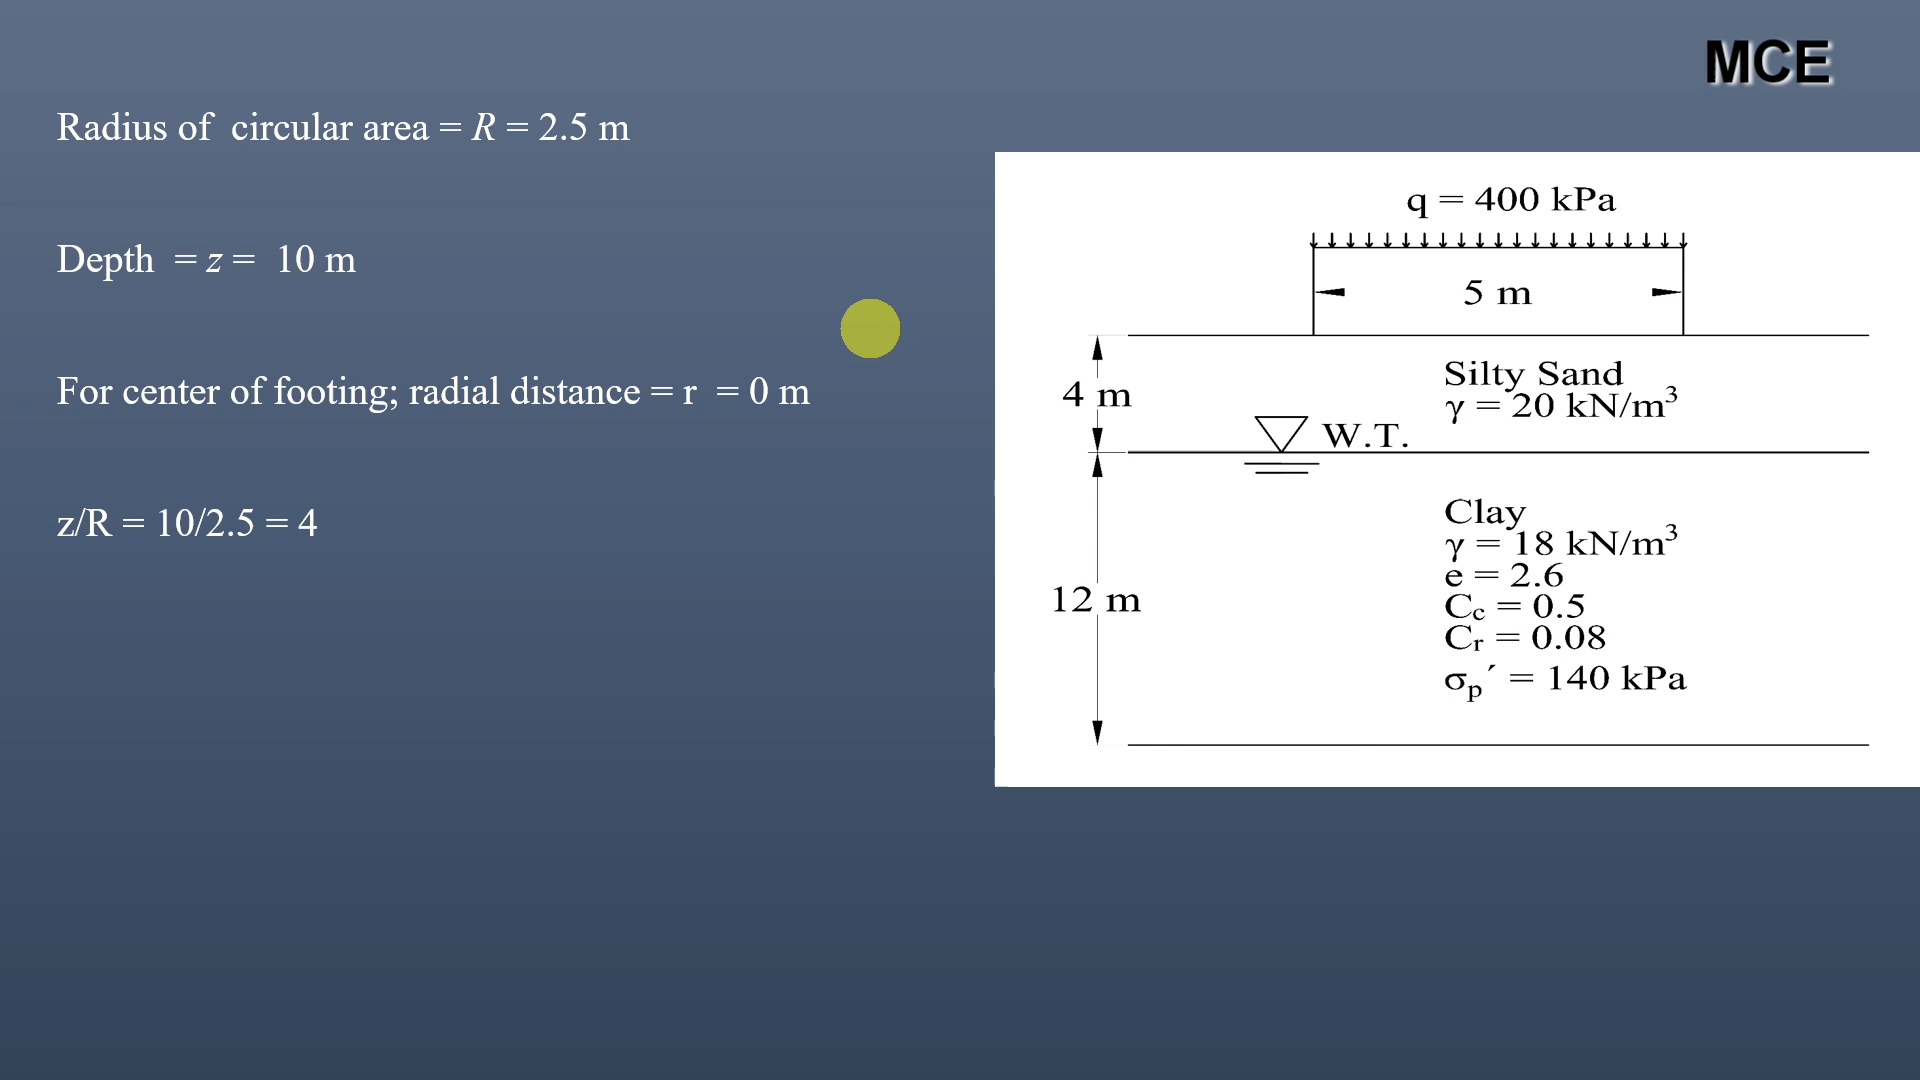 MCE
Radius of circular area = R = 2.5 m
Depth = z = 10 m
For center of footing; radial distance = r = 0 m
z/R = 10/2.5 = 4
q = 400 kPa
5 m
4 m
Silty Sand
γ = 20 kN/m³
W.T.
12 m
Clay
γ = 18 kN/m³
e = 2.6
Cc = 0.5
Cr = 0.08
σp´ = 140 kPa